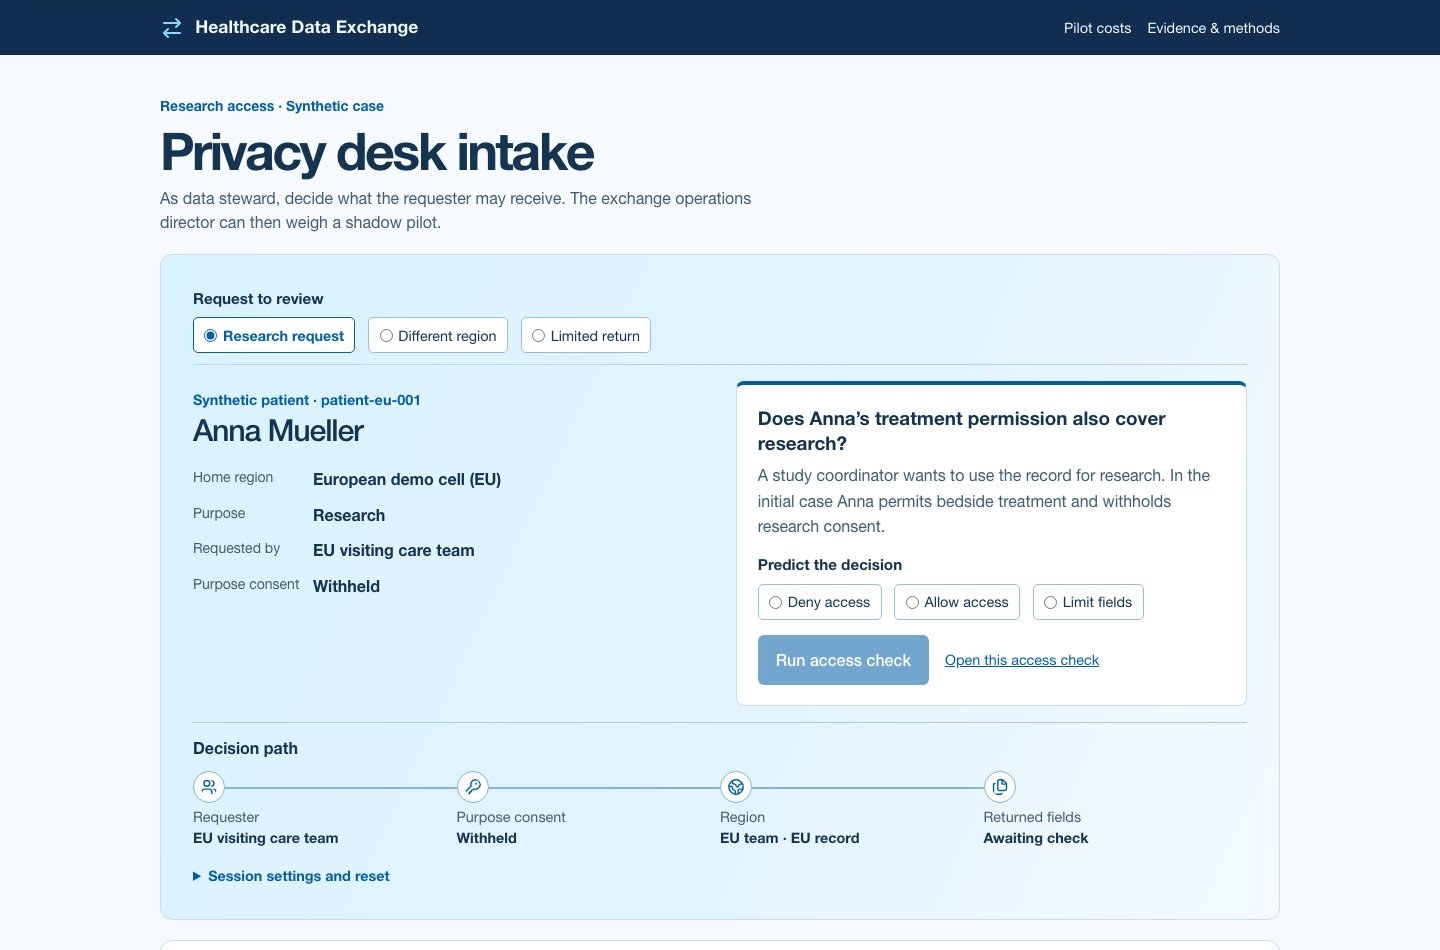 Healthcare Data Exchange
Pilot costs
Evidence & methods
Research access · Synthetic case
Privacy desk intake
As data steward, decide what the requester may receive. The exchange operations
director can then weigh a shadow pilot.
Request to review
Research request
Different region
Limited return
Synthetic patient · patient-eu-001
Anna Mueller
Home region European demo cell (EU)
Purpose Research
Requested by EU visiting care team
Purpose consent Withheld
Does Anna’s treatment permission also cover
research?
A study coordinator wants to use the record for research. In the
initial case Anna permits bedside treatment and withholds
research consent.
Predict the decision
Deny access
Allow access
Limit fields
Run access check
Open this access check
Decision path
Requester
EU visiting care team
Purpose consent
Withheld
Region
EU team · EU record
Returned fields
Awaiting check
Session settings and reset